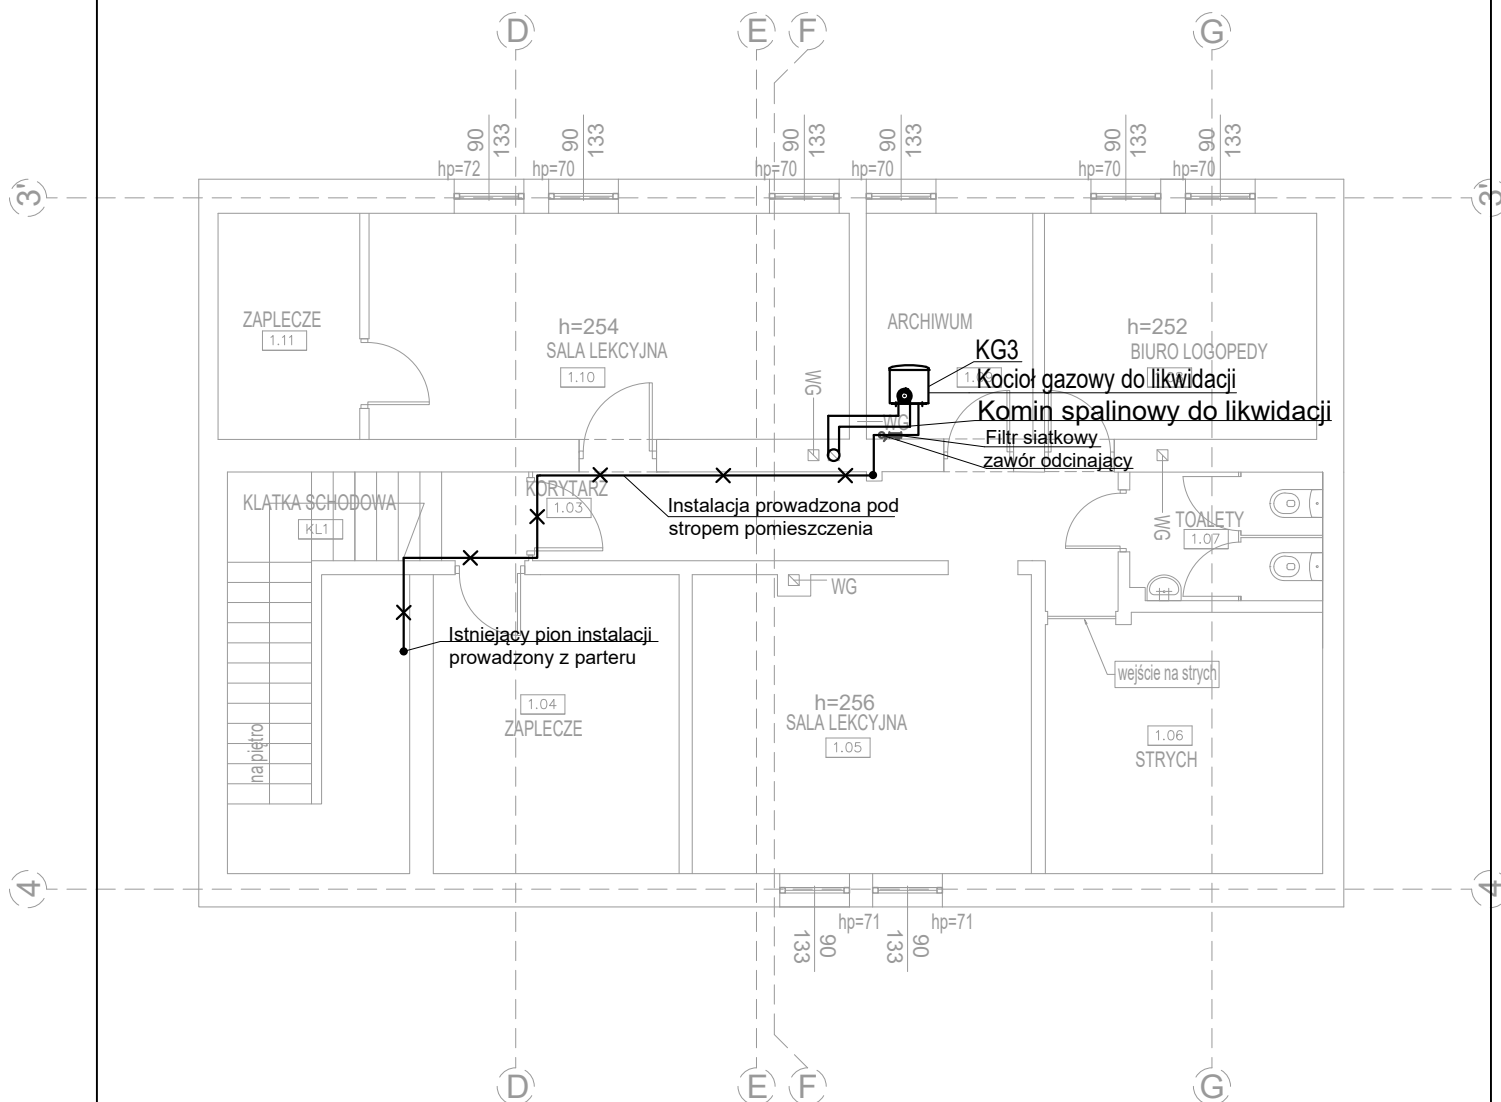 D
E
F
G
90
133
90
133
90
133
90
133
90
133
90
133
hp=72
hp=70
hp=70
hp=70
hp=70
hp=70
3'
3'
ZAPLECZE
1.11
h=254
SALA LEKCYJNA
1.10
WG
ARCHIWUM
h=252
BIURO LOGOPEDY
KG3
Kocioł gazowy do likwidacji
Komin spalinowy do likwidacji
WG
Filtr siatkowy
zawór odcinający
KLATKA SCHODOWA
KL1
KORYTARZ
1.03
Instalacja prowadzona pod
stropem pomieszczenia
WG
TOALETY
1.07
WG
Istniejący pion instalacji
prowadzony z parteru
wejście na strych
1.04
ZAPLECZE
h=256
SALA LEKCYJNA
1.05
1.06
STRYCH
na piętro
4
4
hp=71
hp=71
133
90
133
90
D
E
F
G